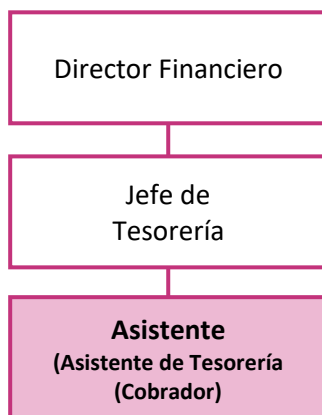 Director Financiero
Jefe de
Tesorería
Asistente
(Asistente de Tesorería
(Cobrador)